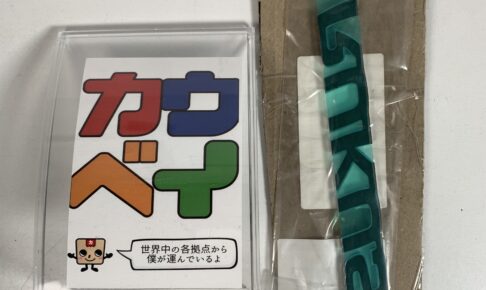 カウ
ベイ
カ
世界中の各拠点から
僕が運んでいるよ